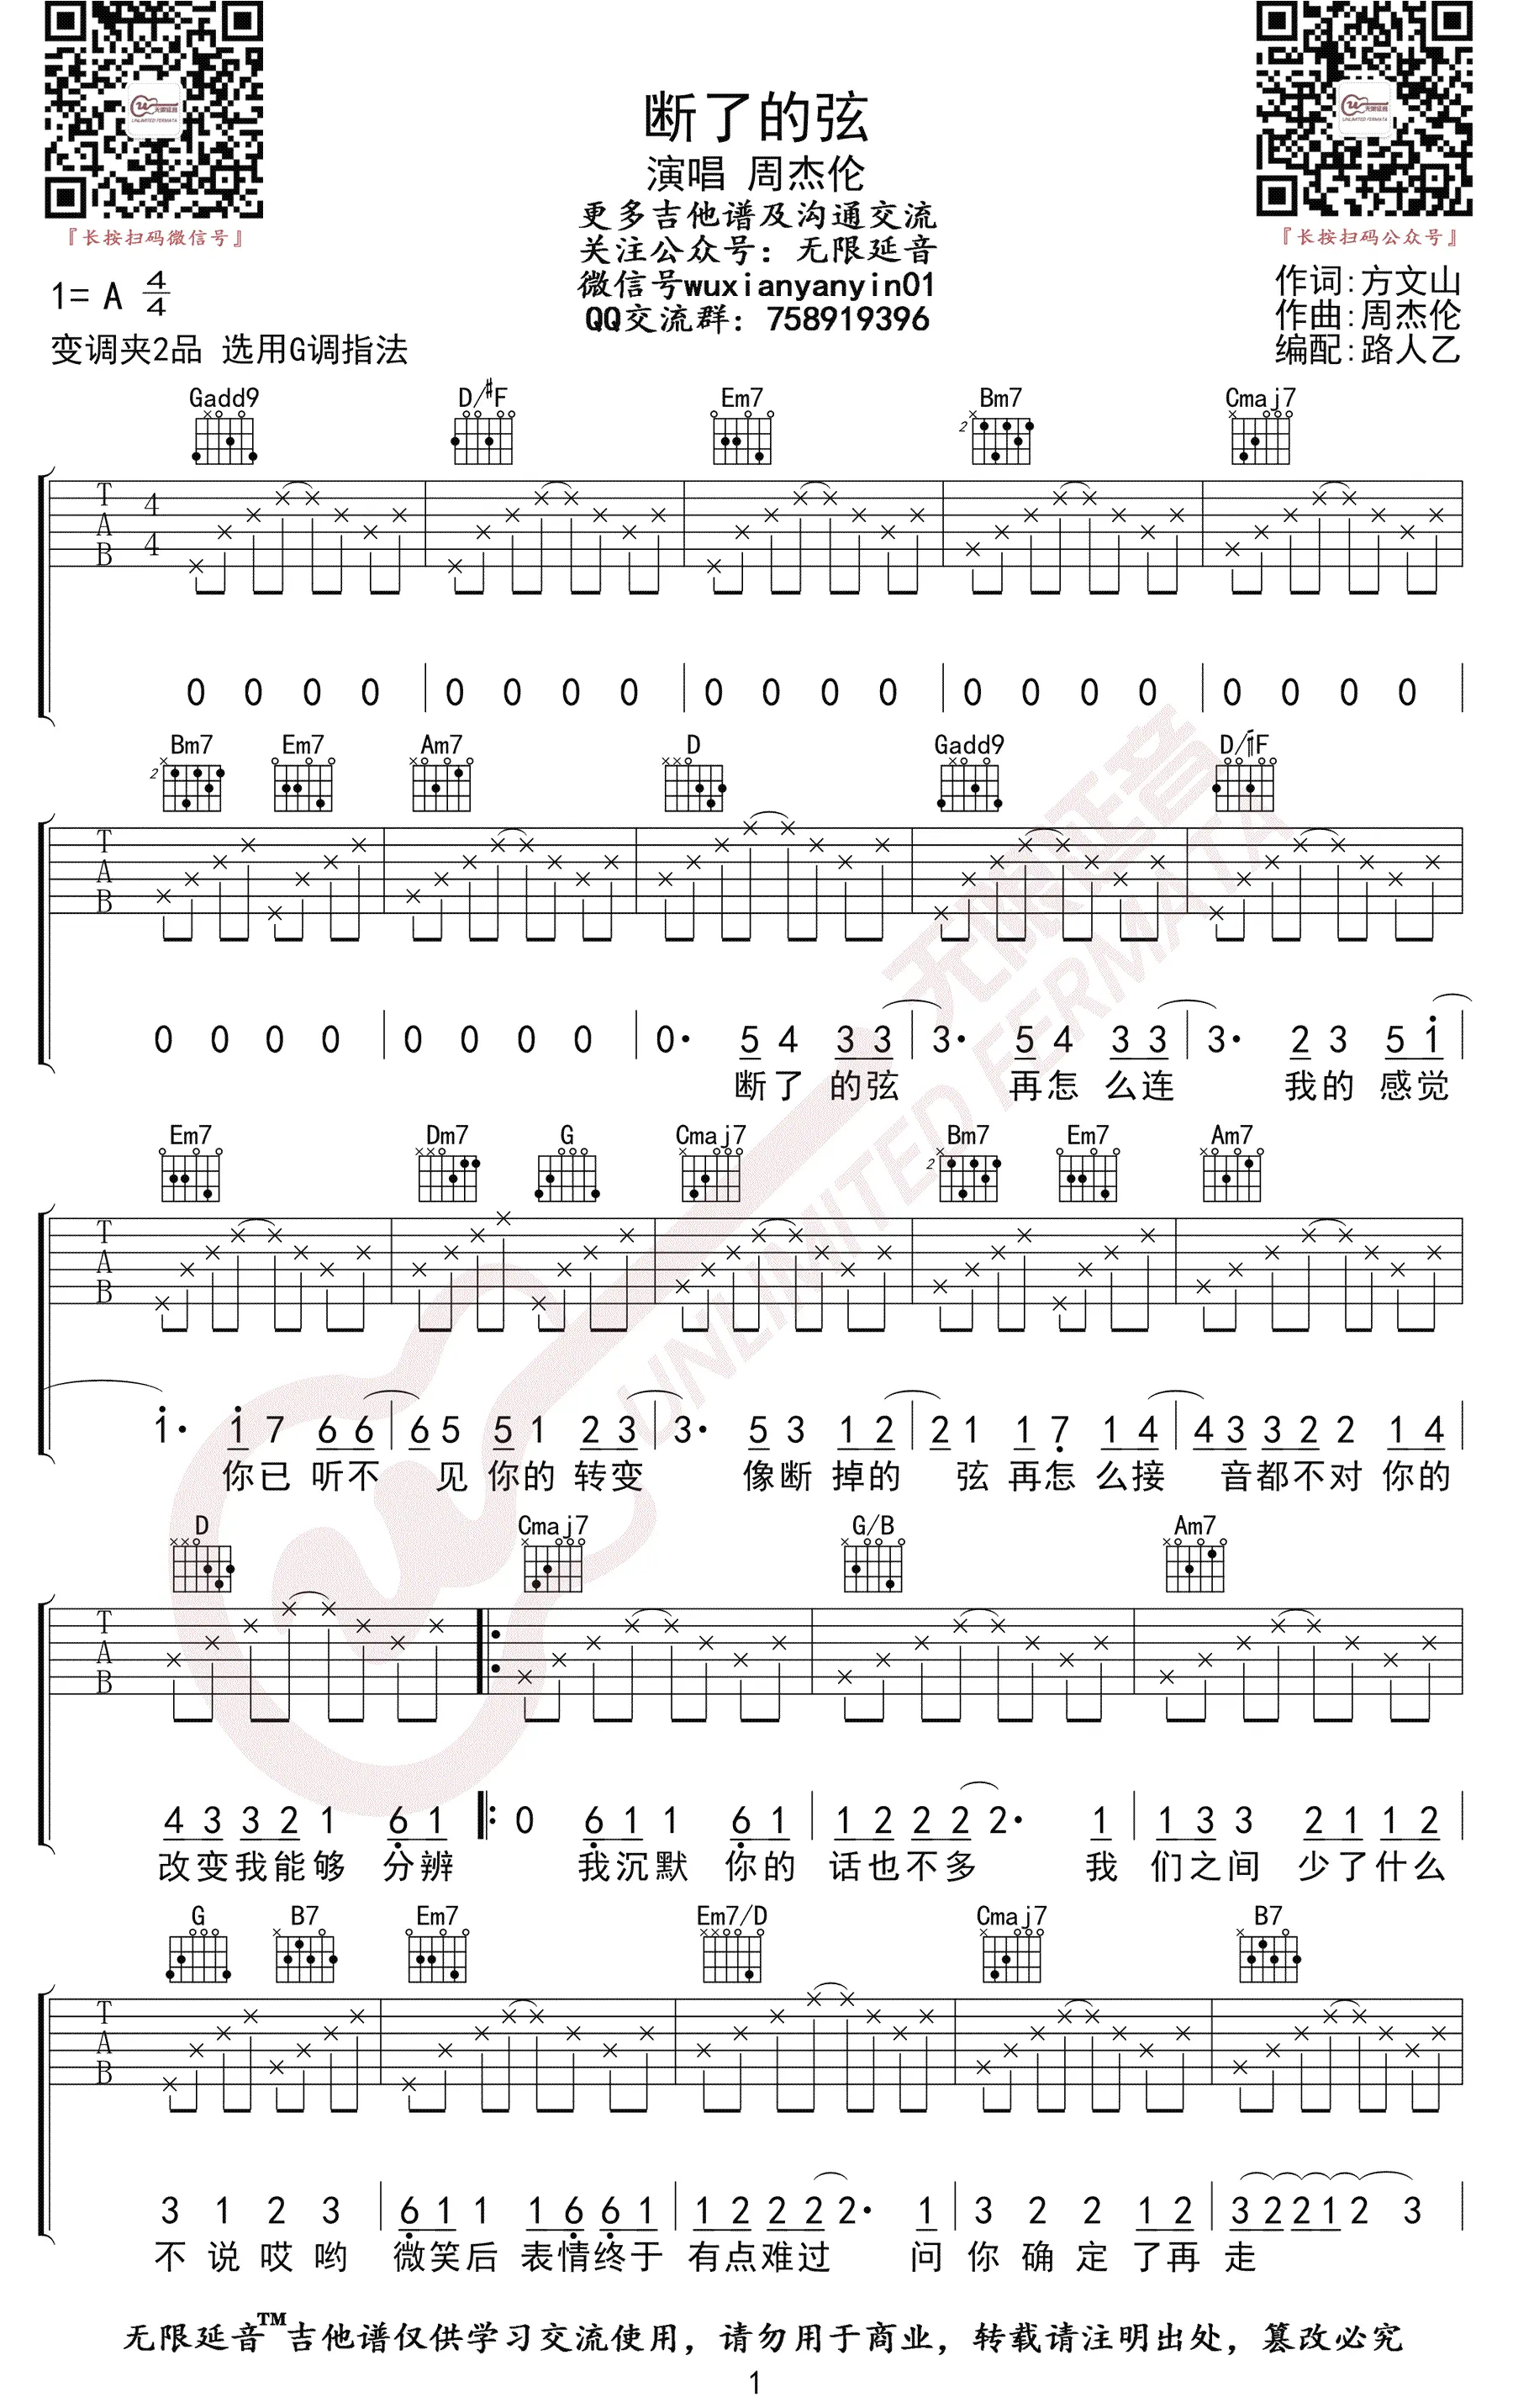 断了的弦
演唱 周杰伦
更多吉他谱及沟通交流
关注公众号：无限延音
微信号wuxianyanyin01
QQ交流群：758919396
『长按扫码微信号』
『长按扫码公众号』
1= A 4/4
变调夹2品 选用G调指法
作词:方文山
作曲:周杰伦
编配:路人乙
Gadd9 D/#F Em7 Bm7 Cmaj7
T A B 4/4
0 0 0 0 | 0 0 0 0 | 0 0 0 0 | 0 0 0 0 | 0 0 0 0
Bm7 Em7 Am7 D Gadd9 D/#F
T A B
0 0 0 0 | 0 0 0 0 | 0· 5 4 3 3 | 3· 5 4 3 3 | 3· 2 3 5 1
断了 的弦 再怎 么连 我的 感觉
Em7 Dm7 G Cmaj7 Bm7 Em7 Am7
T A B
1· 1 7 6 6 | 6 5 5 1 2 3 | 3· 5 3 1 2 | 2 1 1 7 1 4 | 4 3 3 2 2 1 4
你已 听不 见 你的 转变 像断 掉的 弦 再怎 么接 音都不对 你的
D Cmaj7 G/B Am7
T A B
4 3 3 2 1 6 1 |: 0 6 1 1 6 1 | 1 2 2 2 2· 1 | 1 3 3 2 1 1 2
改变我能够 分辨 我沉默 你的 话也不多 我 们之间 少了什么
G B7 Em7 Em7/D Cmaj7 B7
T A B
3 1 2 3 | 6 1 1 1 6 6 1 | 1 2 2 2 2· 1 | 3 2 2 1 2 | 3 2 2 1 2 3
不 说 哎 哟 微笑后 表情终于 有点难过 问 你 确 定 了再 走
无限延音™吉他谱仅供学习交流使用，请勿用于商业，转载请注明出处，篡改必究
1
无限延音
UNLIMITED FERMATA